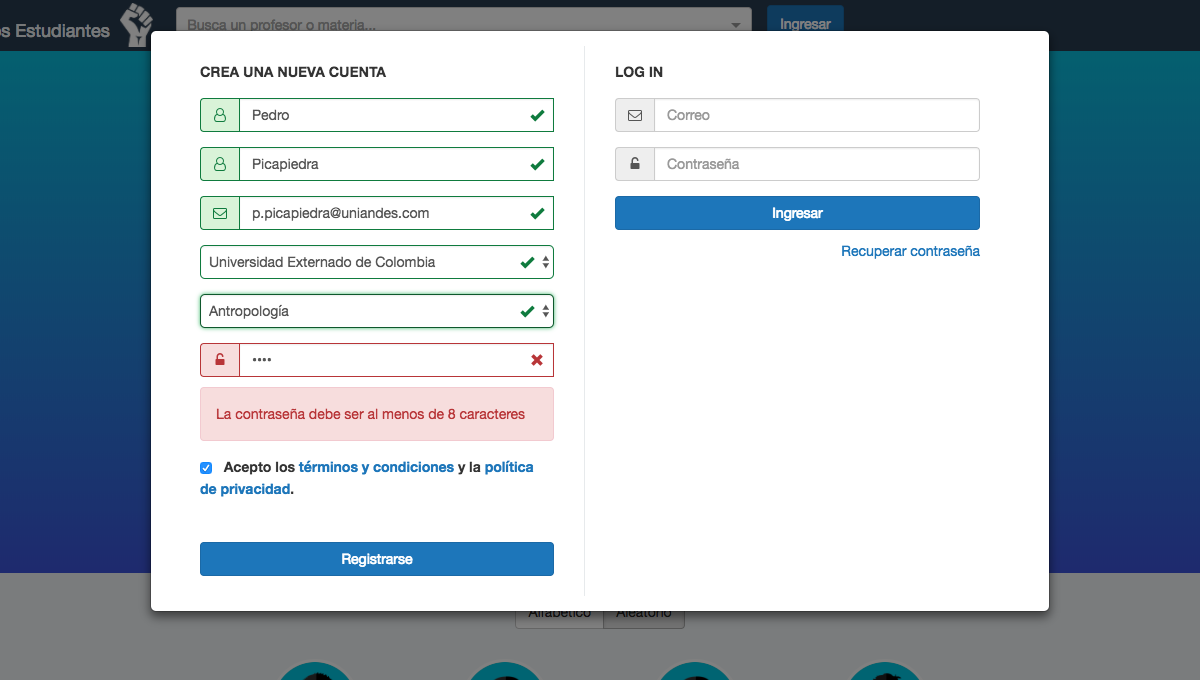 s Estudiantes
Busca un profesor o materia...
Ingresar
CREA UNA NUEVA CUENTA
Pedro
Picapiedra
p.picapiedra@uniandes.com
Universidad Externado de Colombia
Antropología
••••
La contraseña debe ser al menos de 8 caracteres
Acepto los términos y condiciones y la política
de privacidad.
Registrarse
LOG IN
Correo
Contraseña
Ingresar
Recuperar contraseña
Alfabético
Aleatorio